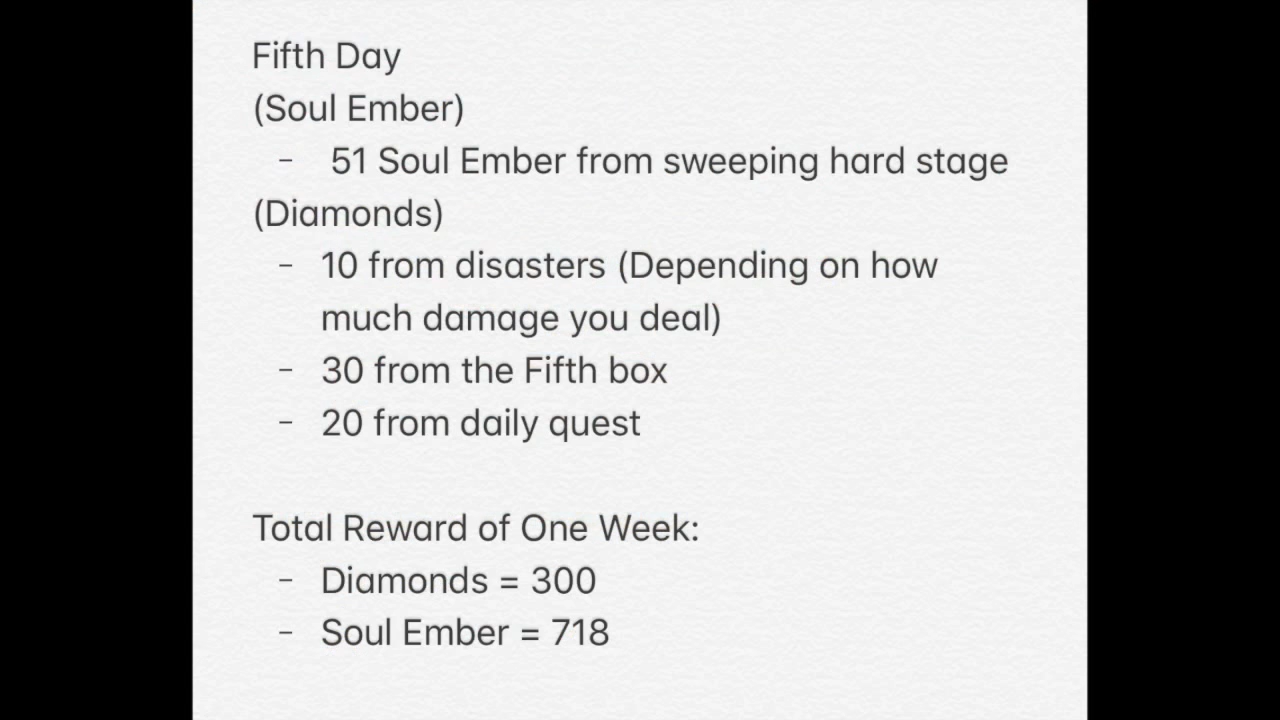 Fifth Day
(Soul Ember)
- 51 Soul Ember from sweeping hard stage
(Diamonds)
- 10 from disasters (Depending on how
much damage you deal)
- 30 from the Fifth box
- 20 from daily quest
Total Reward of One Week:
- Diamonds = 300
- Soul Ember = 718